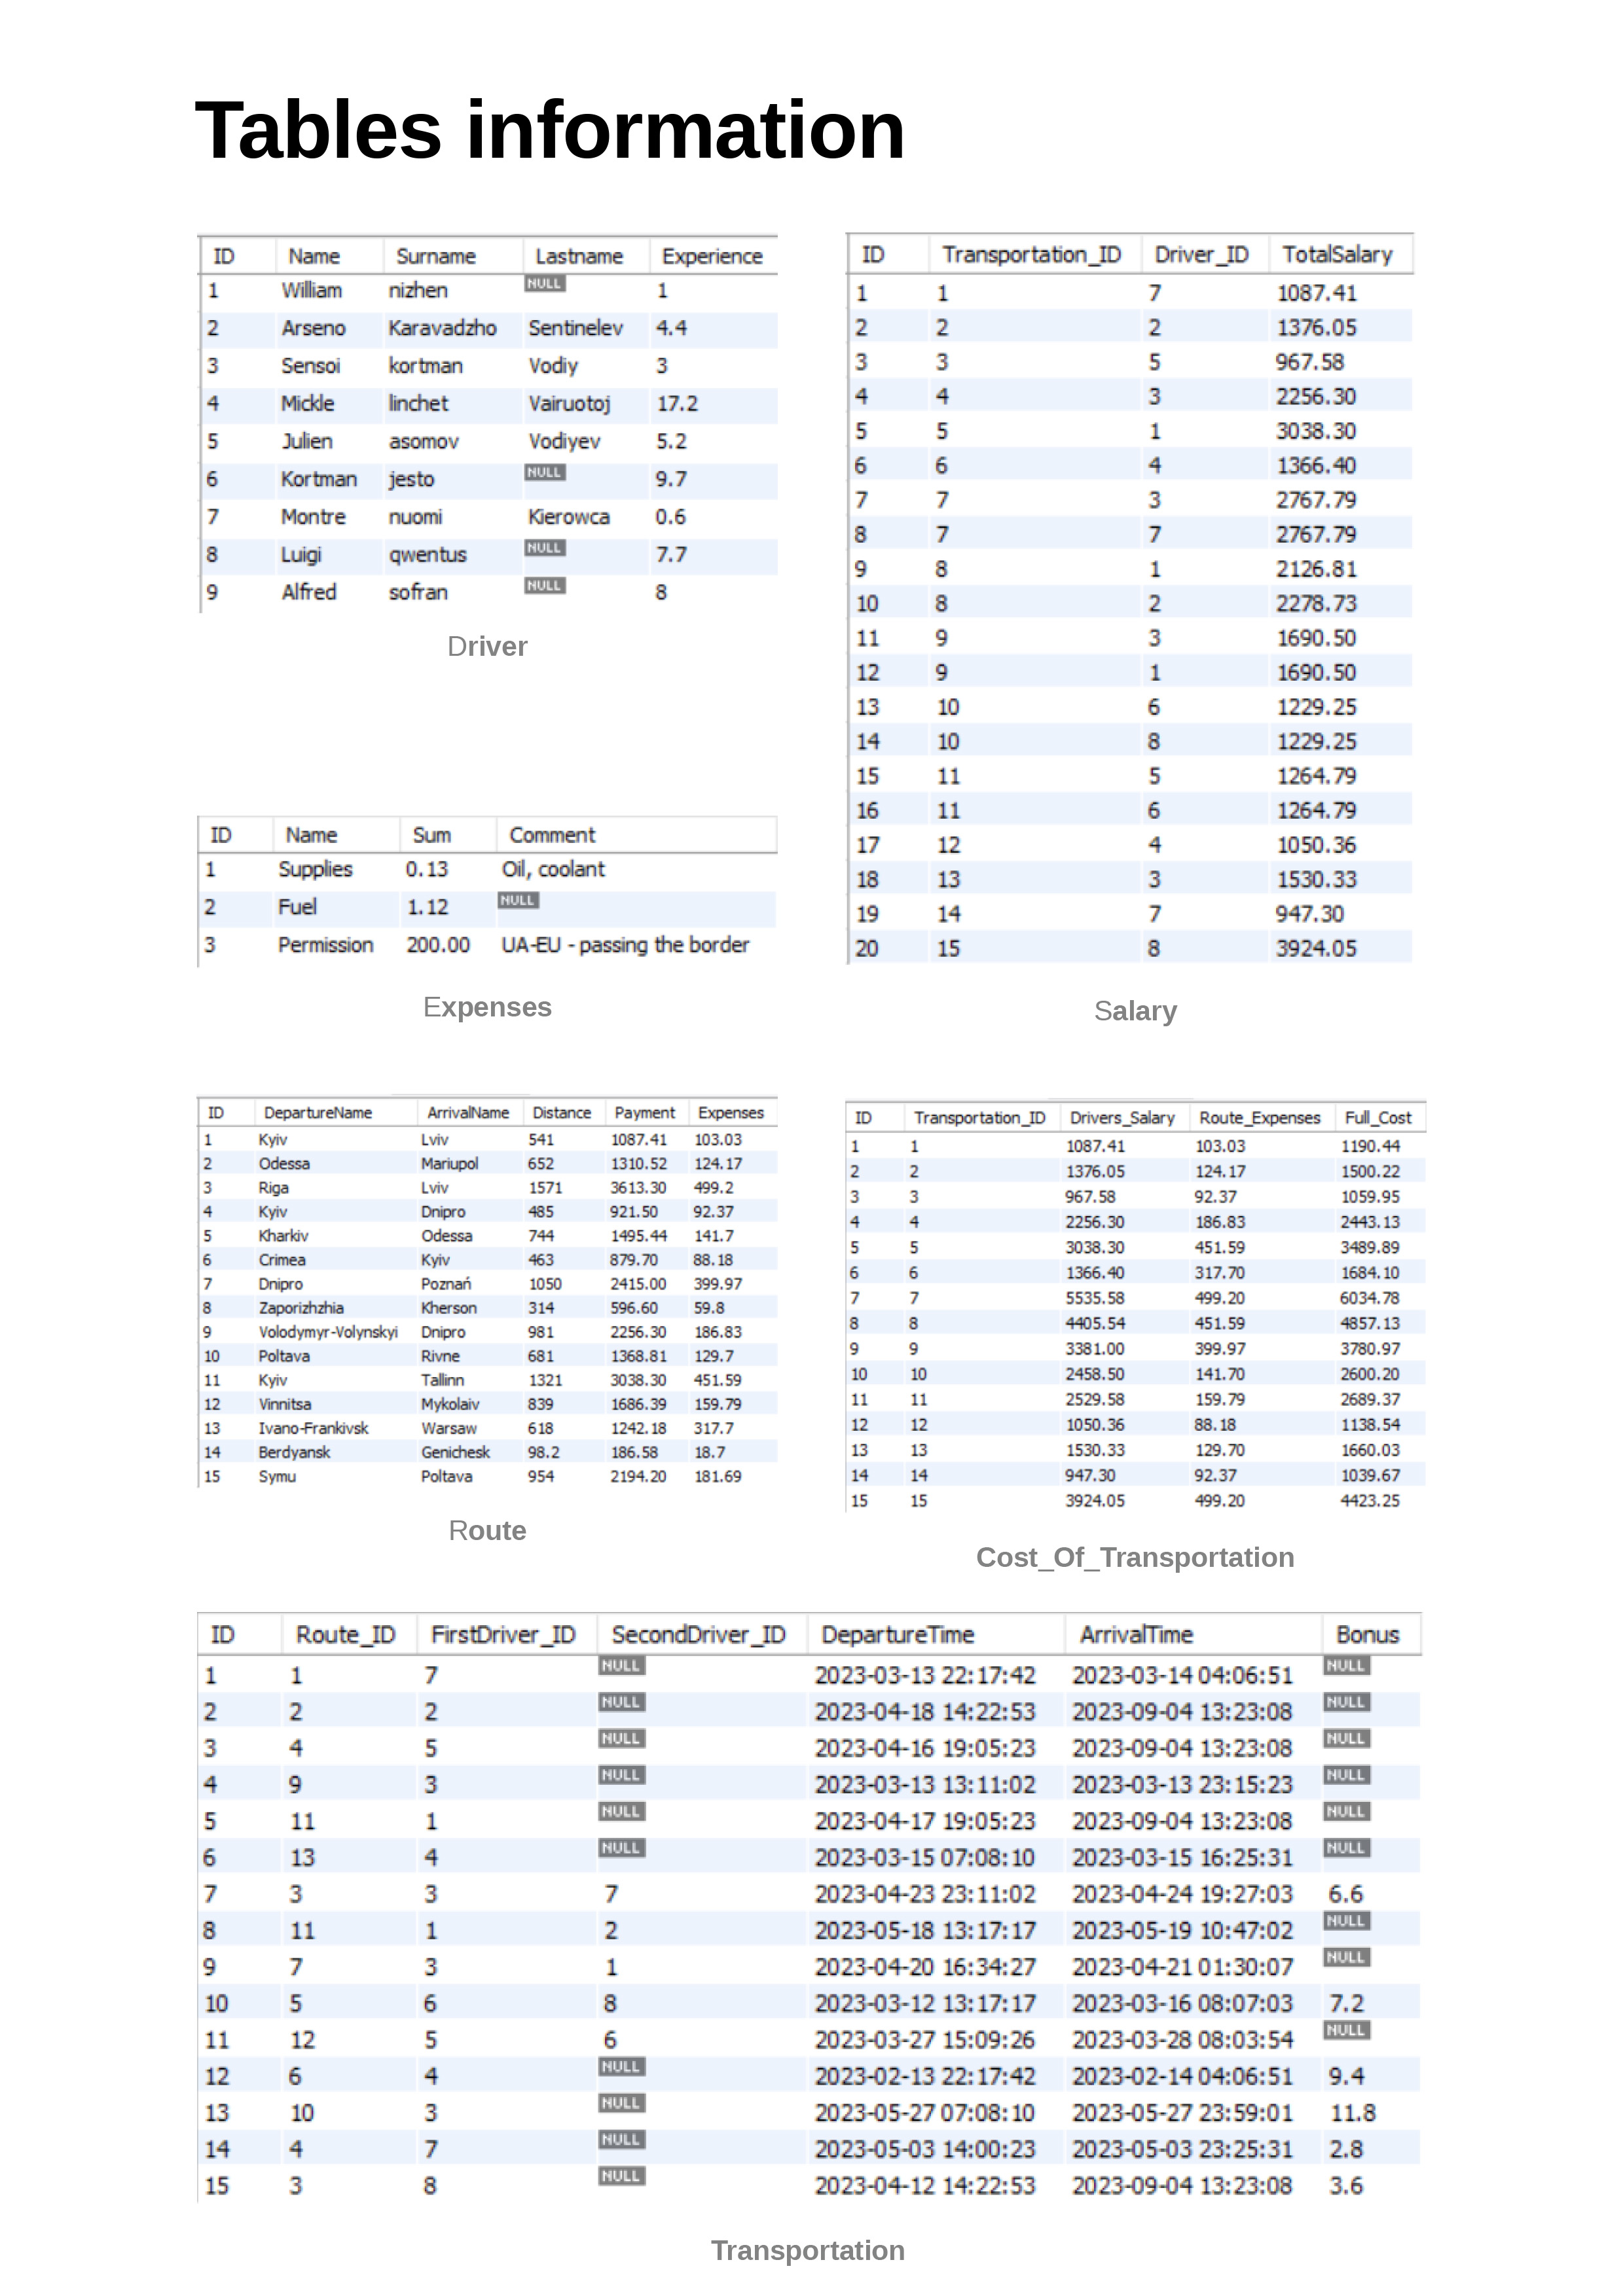 Tables information
ID Name Surname Lastname Experience
1 William nizhen NULL 1
2 Arseno Karavadzho Sentinelev 4.4
3 Sensoi kortman Vodiy 3
4 Mickle linchet Vairuotoj 17.2
5 Julien asomov Vodiyev 5.2
6 Kortman jesto NULL 9.7
7 Montre nuomi Kierowca 0.6
8 Luigi qwentus NULL 7.7
9 Alfred sofran NULL 8
Driver
ID Transportation_ID Driver_ID TotalSalary
1 1 7 1087.41
2 2 2 1376.05
3 3 5 967.58
4 4 3 2256.30
5 5 1 3038.30
6 6 4 1366.40
7 7 3 2767.79
8 7 7 2767.79
9 8 1 2126.81
10 8 2 2278.73
11 9 3 1690.50
12 9 1 1690.50
13 10 6 1229.25
14 10 8 1229.25
15 11 5 1264.79
16 11 6 1264.79
17 12 4 1050.36
18 13 3 1530.33
19 14 7 947.30
20 15 8 3924.05
Salary
ID Name Sum Comment
1 Supplies 0.13 Oil, coolant
2 Fuel 1.12 NULL
3 Permission 200.00 UA-EU - passing the border
Expenses
ID DepartureName ArrivalName Distance Payment Expenses
1 Kyiv Lviv 541 1087.41 103.03
2 Odessa Mariupol 652 1310.52 124.17
3 Riga Lviv 1571 3613.30 499.2
4 Kyiv Dnipro 485 921.50 92.37
5 Kharkiv Odessa 744 1495.44 141.7
6 Crimea Kyiv 463 879.70 88.18
7 Dnipro Poznań 1050 2415.00 399.97
8 Zaporizhzhia Kherson 314 596.60 59.8
9 Volodymyr-Volynskyi Dnipro 981 2256.30 186.83
10 Poltava Rivne 681 1368.81 129.7
11 Kyiv Tallinn 1321 3038.30 451.59
12 Vinnitsa Mykolaiv 839 1686.39 159.79
13 Ivano-Frankivsk Warsaw 618 1242.18 317.7
14 Berdyansk Genichesk 98.2 186.58 18.7
15 Symu Poltava 954 2194.20 181.69
Route
ID Transportation_ID Drivers_Salary Route_Expenses Full_Cost
1 1 1087.41 103.03 1190.44
2 2 1376.05 124.17 1500.22
3 3 967.58 92.37 1059.95
4 4 2256.30 186.83 2443.13
5 5 3038.30 451.59 3489.89
6 6 1366.40 317.70 1684.10
7 7 5535.58 499.20 6034.78
8 8 4405.54 451.59 4857.13
9 9 3381.00 399.97 3780.97
10 10 2458.50 141.70 2600.20
11 11 2529.58 159.79 2689.37
12 12 1050.36 88.18 1138.54
13 13 1530.33 129.70 1660.03
14 14 947.30 92.37 1039.67
15 15 3924.05 499.20 4423.25
Cost_Of_Transportation
ID Route_ID FirstDriver_ID SecondDriver_ID DepartureTime ArrivalTime Bonus
1 1 7 NULL 2023-03-13 22:17:42 2023-03-14 04:06:51 NULL
2 2 2 NULL 2023-04-18 14:22:53 2023-09-04 13:23:08 NULL
3 4 5 NULL 2023-04-16 19:05:23 2023-09-04 13:23:08 NULL
4 9 3 NULL 2023-03-13 13:11:02 2023-03-13 23:15:23 NULL
5 11 1 NULL 2023-04-17 19:05:23 2023-09-04 13:23:08 NULL
6 13 4 NULL 2023-03-15 07:08:10 2023-03-15 16:25:31 NULL
7 3 3 7 2023-04-23 23:11:02 2023-04-24 19:27:03 6.6
8 11 1 2 2023-05-18 13:17:17 2023-05-19 10:47:02 NULL
9 7 3 1 2023-04-20 16:34:27 2023-04-21 01:30:07 NULL
10 5 6 8 2023-03-12 13:17:17 2023-03-16 08:07:03 7.2
11 12 5 6 2023-03-27 15:09:26 2023-03-28 08:03:54 NULL
12 6 4 NULL 2023-02-13 22:17:42 2023-02-14 04:06:51 9.4
13 10 3 NULL 2023-05-27 07:08:10 2023-05-27 23:59:01 11.8
14 4 7 NULL 2023-05-03 14:00:23 2023-05-03 23:25:31 2.8
15 3 8 NULL 2023-04-12 14:22:53 2023-09-04 13:23:08 3.6
Transportation